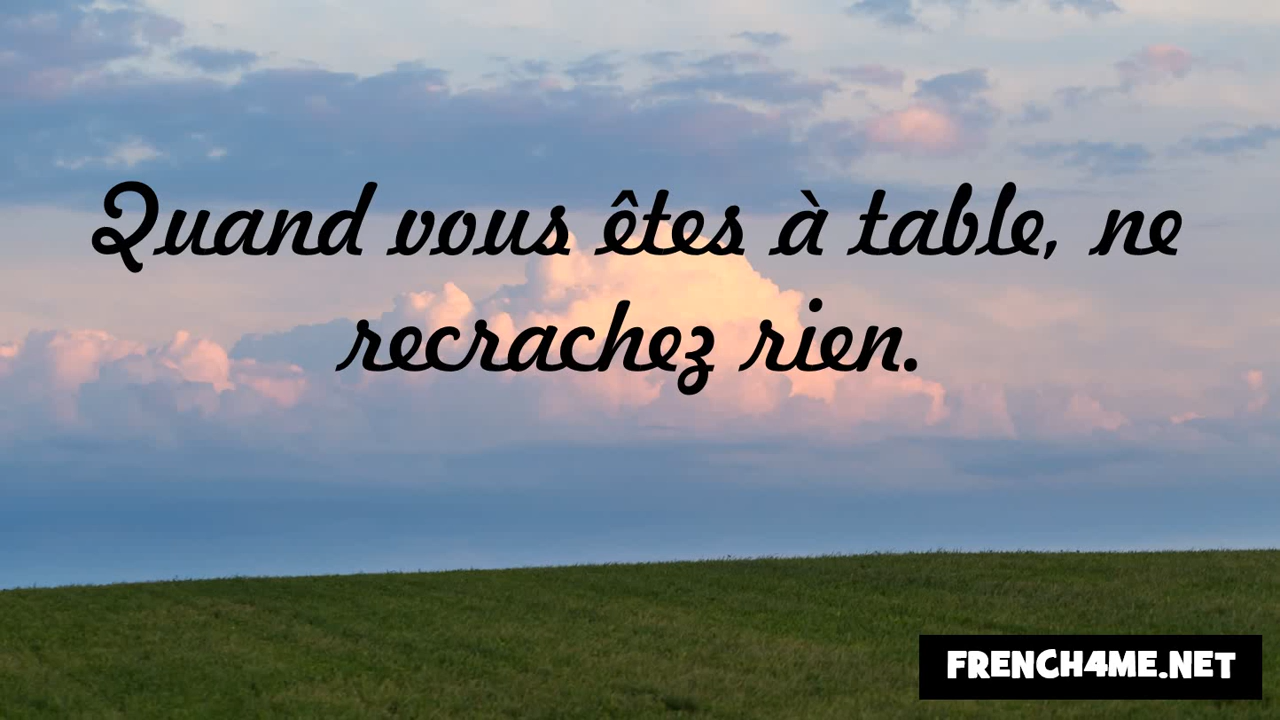 Quand vous êtes à table, ne
recrachez rien.
FRENCH4ME.NET